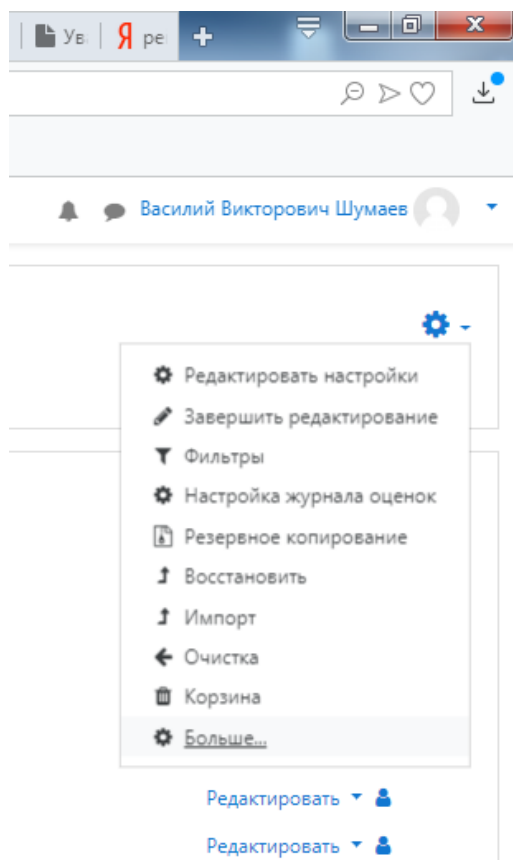 Ув
Я ре
Василий Викторович Шумаев
Редактировать настройки
Завершить редактирование
Фильтры
Настройка журнала оценок
Резервное копирование
Восстановить
Импорт
Очистка
Корзина
Больше...
Редактировать
Редактировать